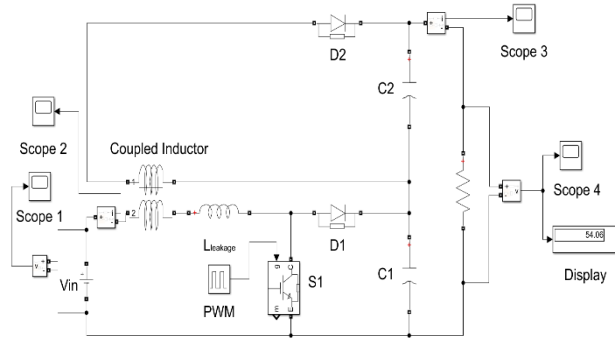 D2
Scope 3
C2
Scope 2
Coupled Inductor
1
Scope 1
2
Lleakage
D1
v
Scope 4
54.06
Display
Vin
PWM
g
C
m
E
S1
C1